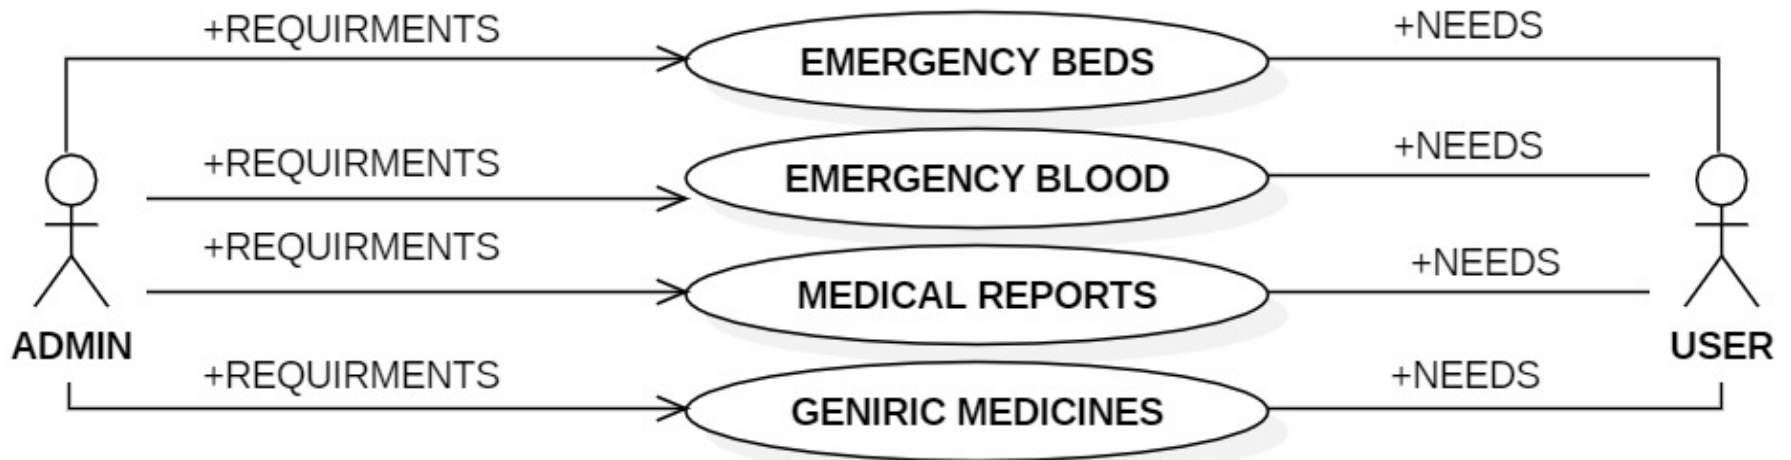 +REQUIRMENTS
EMERGENCY BEDS
+NEEDS
+REQUIRMENTS
EMERGENCY BLOOD
+NEEDS
+REQUIRMENTS
MEDICAL REPORTS
+NEEDS
ADMIN
USER
+REQUIRMENTS
GENIRIC MEDICINES
+NEEDS